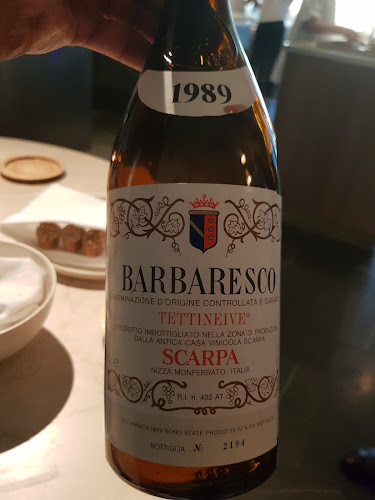 1989
BARBARESCO
DENOMINAZIONE D'ORIGINE CONTROLLATA E GARANTITA
TETTINEIVE®
PRODOTTO IMBOTTIGLIATO NELLA ZONA DI PRODUZIONE
DALLA ANTICA CASA VINICOLA SCARPA
SCARPA
NIZZA MONFERRATO-ITALIA
R.I. n. 402 AT
BOTTIGLIA № 2194